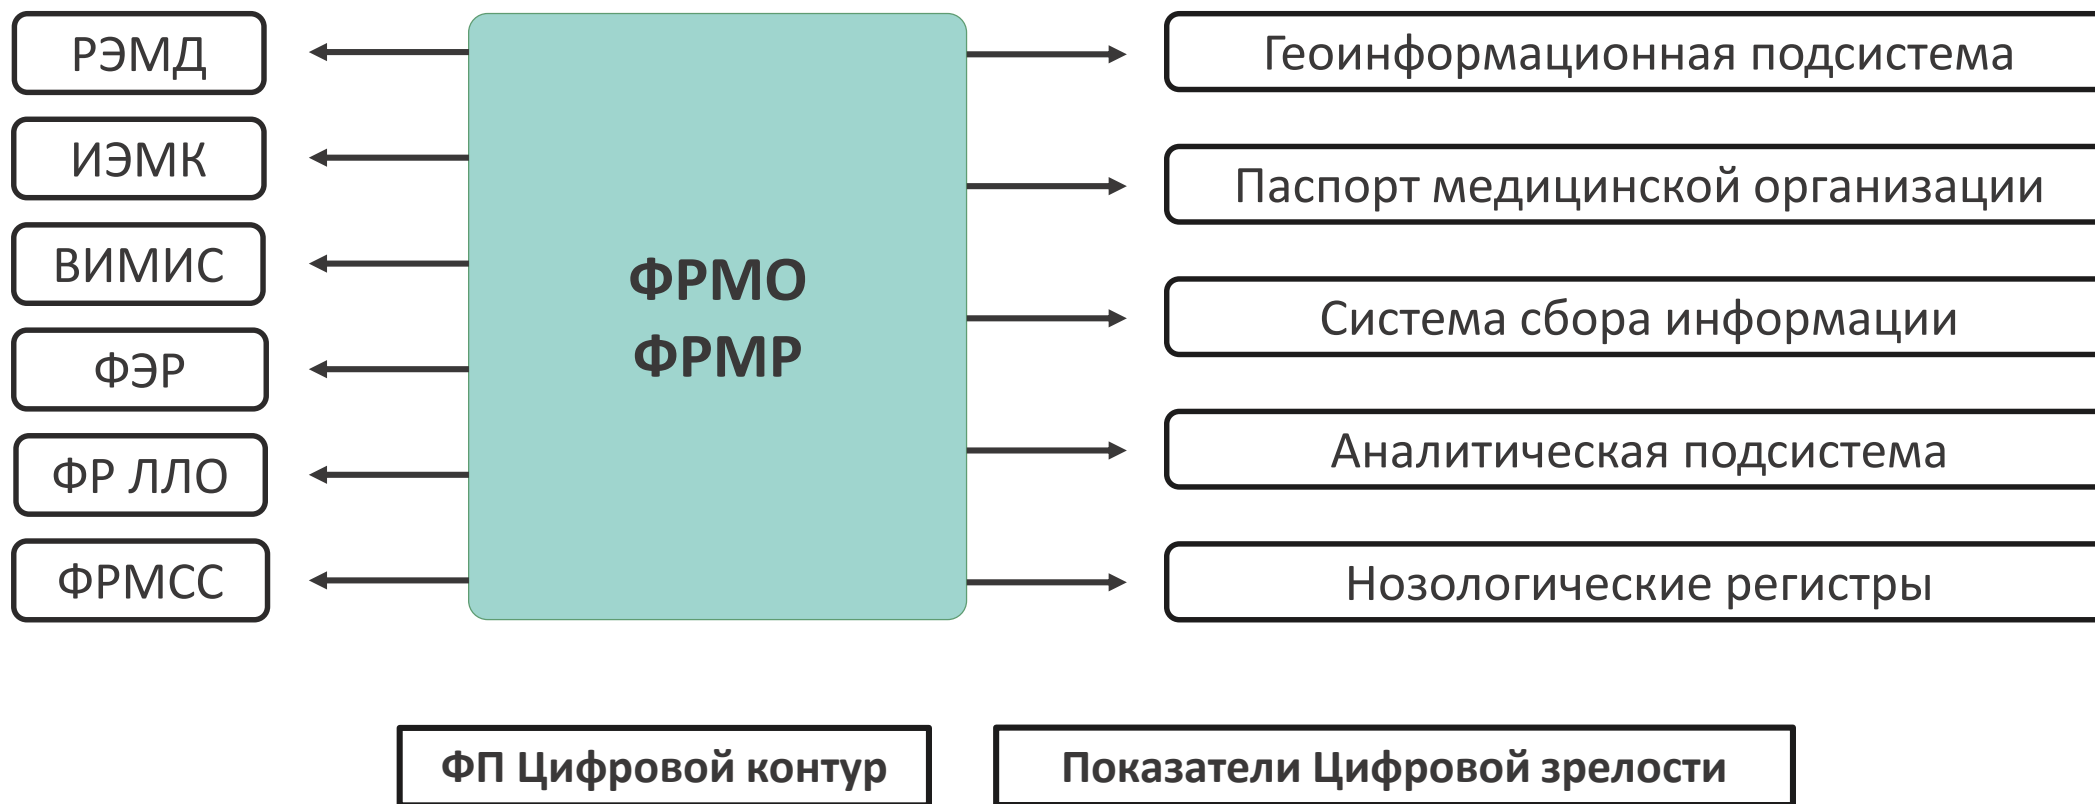 РЭМД
ИЭМК
ВИМИС
ФЭР
ФР ЛЛО
ФРМСС
ФРМО
ФРМР
Геоинформационная подсистема
Паспорт медицинской организации
Система сбора информации
Аналитическая подсистема
Нозологические регистры
ФП Цифровой контур
Показатели Цифровой зрелости